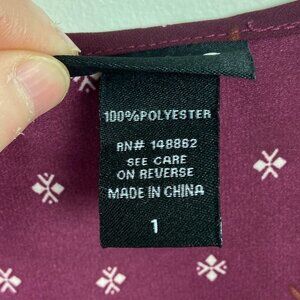 100%POLYESTER
RN# 148862
SEE CARE
ON REVERSE
MADE IN CHINA
1